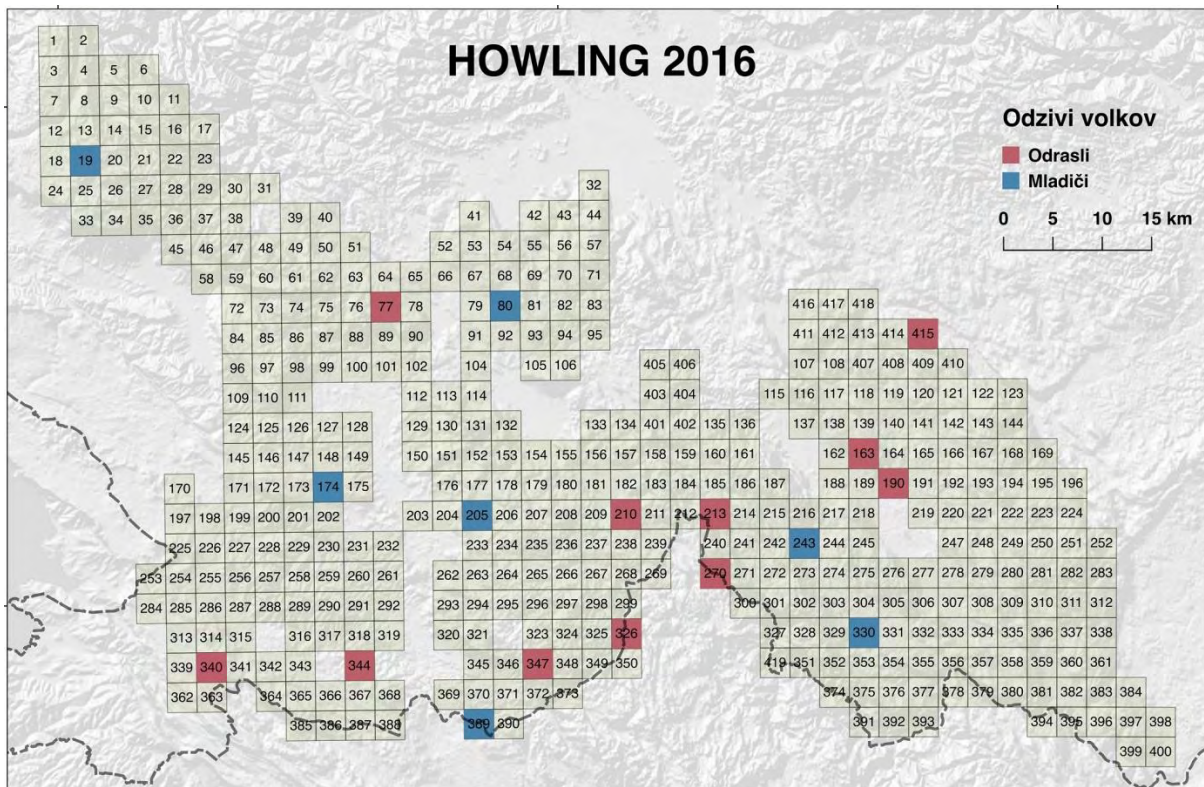 HOWLING 2016
Odzivi volkov
Odrasli
Mladiči
0 5 10 15 km
1 2
3 4 5 6
7 8 9 10 11
12 13 14 15 16 17
18 19 20 21 22 23
24 25 26 27 28 29 30 31 32
33 34 35 36 37 38 39 40 41 42 43 44
45 46 47 48 49 50 51 52 53 54 55 56 57
58 59 60 61 62 63 64 65 66 67 68 69 70 71
72 73 74 75 76 77 78 79 80 81 82 83 416 417 418
84 85 86 87 88 89 90 91 92 93 94 95 411 412 413 414 415
96 97 98 99 100 101 102 104 105 106 405 406 107 108 407 408 409 410
109 110 111 112 113 114 403 404 115 116 117 118 119 120 121 122 123
124 125 126 127 128 129 130 131 132 133 134 401 402 135 136 137 138 139 140 141 142 143 144
145 146 147 148 149 150 151 152 153 154 155 156 157 158 159 160 161 162 163 164 165 166 167 168 169
170 171 172 173 174 175 176 177 178 179 180 181 182 183 184 185 186 187 188 189 190 191 192 193 194 195 196
197 198 199 200 201 202 203 204 205 206 207 208 209 210 211 212 213 214 215 216 217 218 219 220 221 222 223 224
225 226 227 228 229 230 231 232 233 234 235 236 237 238 239 240 241 242 243 244 245 247 248 249 250 251 252
253 254 255 256 257 258 259 260 261 262 263 264 265 266 267 268 269 270 271 272 273 274 275 276 277 278 279 280 281 282 283
284 285 286 287 288 289 290 291 292 293 294 295 296 297 298 299 300 301 302 303 304 305 306 307 308 309 310 311 312
313 314 315 316 317 318 319 320 321 323 324 325 326 327 328 329 330 331 332 333 334 335 336 337 338
339 340 341 342 343 344 345 346 347 348 349 350 419 351 352 353 354 355 356 357 358 359 360 361
362 363 364 365 366 367 368 369 370 371 372 373 374 375 376 377 378 379 380 381 382 383 384
385 386 387 388 389 390 391 392 393 394 395 396 397 398
399 400